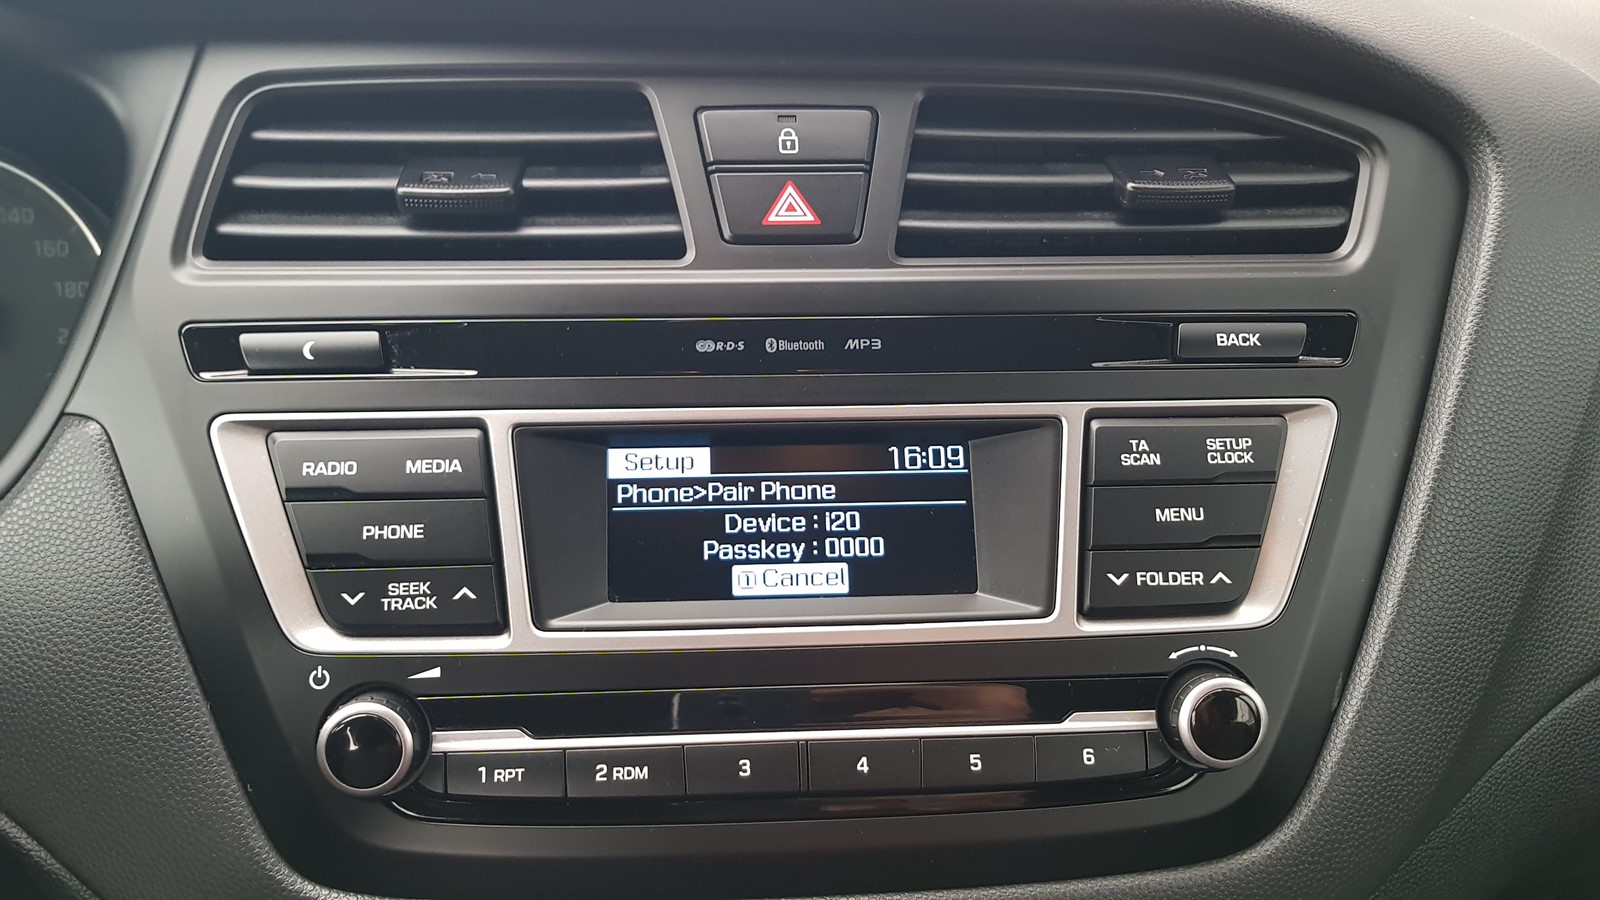 140
160
180
R·D·S Bluetooth MP3
BACK
RADIO MEDIA
PHONE
SEEK
TRACK
Setup 16:09
Phone>Pair Phone
Device : i20
Passkey : 0000
1 Cancel
TA
SCAN
SETUP
CLOCK
MENU
FOLDER
1 RPT 2 RDM 3 4 5 6